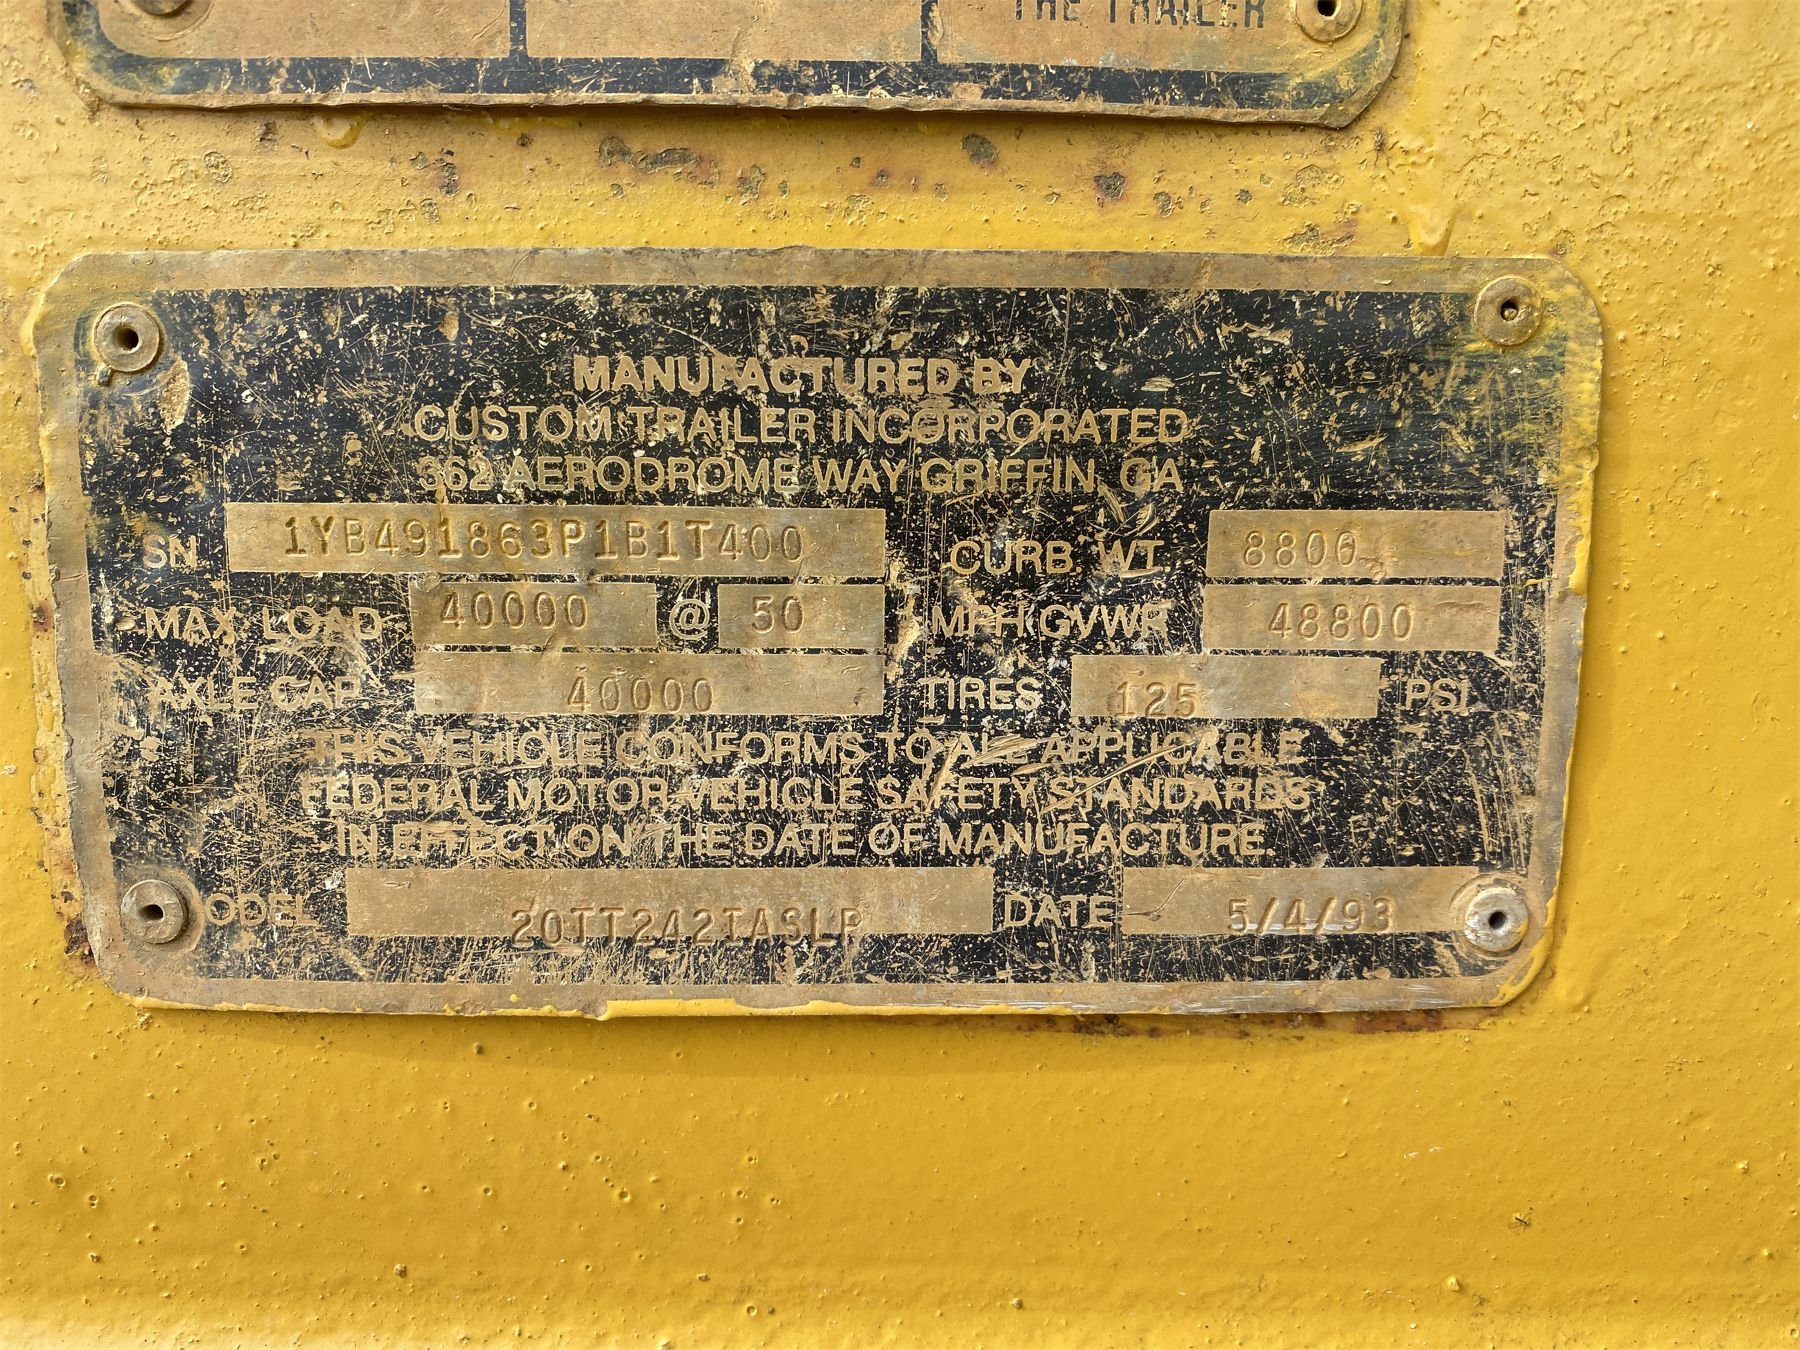 THE TRAILER
MANUFACTURED BY
CUSTOM TRAILER INCORPORATED
362 AERODROME WAY GRIFFIN, GA
SN 1YB491863P1B1T400 CURB. WT. 8800
MAX. LOAD 40000 @ 50 MPH GVWR 48800
AXLE CAP. 40000 TIRES 125 PSI.
THIS VEHICLE CONFORMS TO ALL APPLICABLE
FEDERAL MOTOR VEHICLE SAFETY STANDARDS
IN EFFECT ON THE DATE OF MANUFACTURE.
ODEL 20TT242TASLP DATE 5/4/93